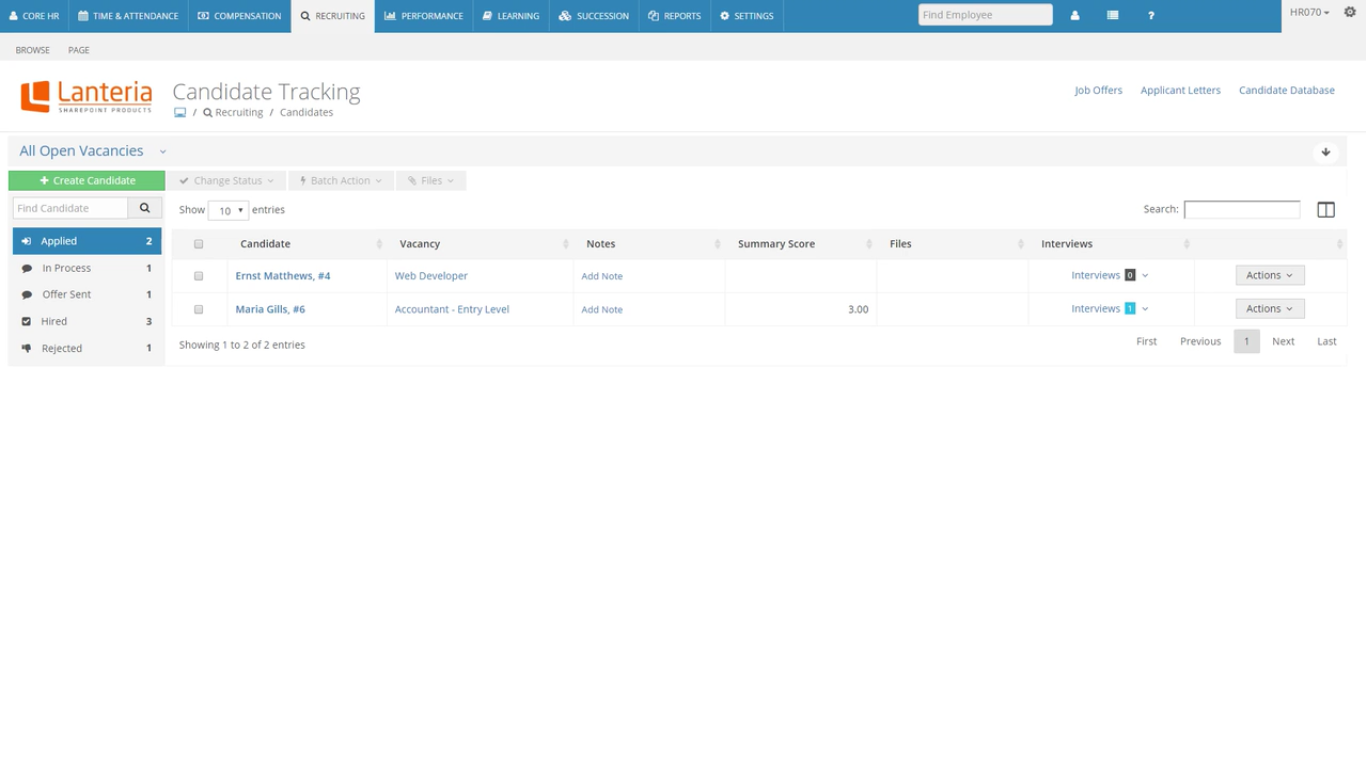 CORE HR TIME & ATTENDANCE COMPENSATION RECRUITING PERFORMANCE LEARNING SUCCESSION REPORTS SETTINGS Find Employee ? HR070
BROWSE PAGE
Lanteria
SHAREPOINT PRODUCTS
Candidate Tracking
/ Recruiting / Candidates
Job Offers Applicant Letters Candidate Database
All Open Vacancies
+ Create Candidate Change Status Batch Action Files
Find Candidate
Show 10 entries
Search:
Applied 2
In Process 1
Offer Sent 1
Hired 3
Rejected 1
Candidate Vacancy Notes Summary Score Files Interviews
Ernst Matthews, #4 Web Developer Add Note Interviews 0 Actions
Maria Gills, #6 Accountant - Entry Level Add Note 3.00 Interviews 1 Actions
Showing 1 to 2 of 2 entries
First Previous 1 Next Last